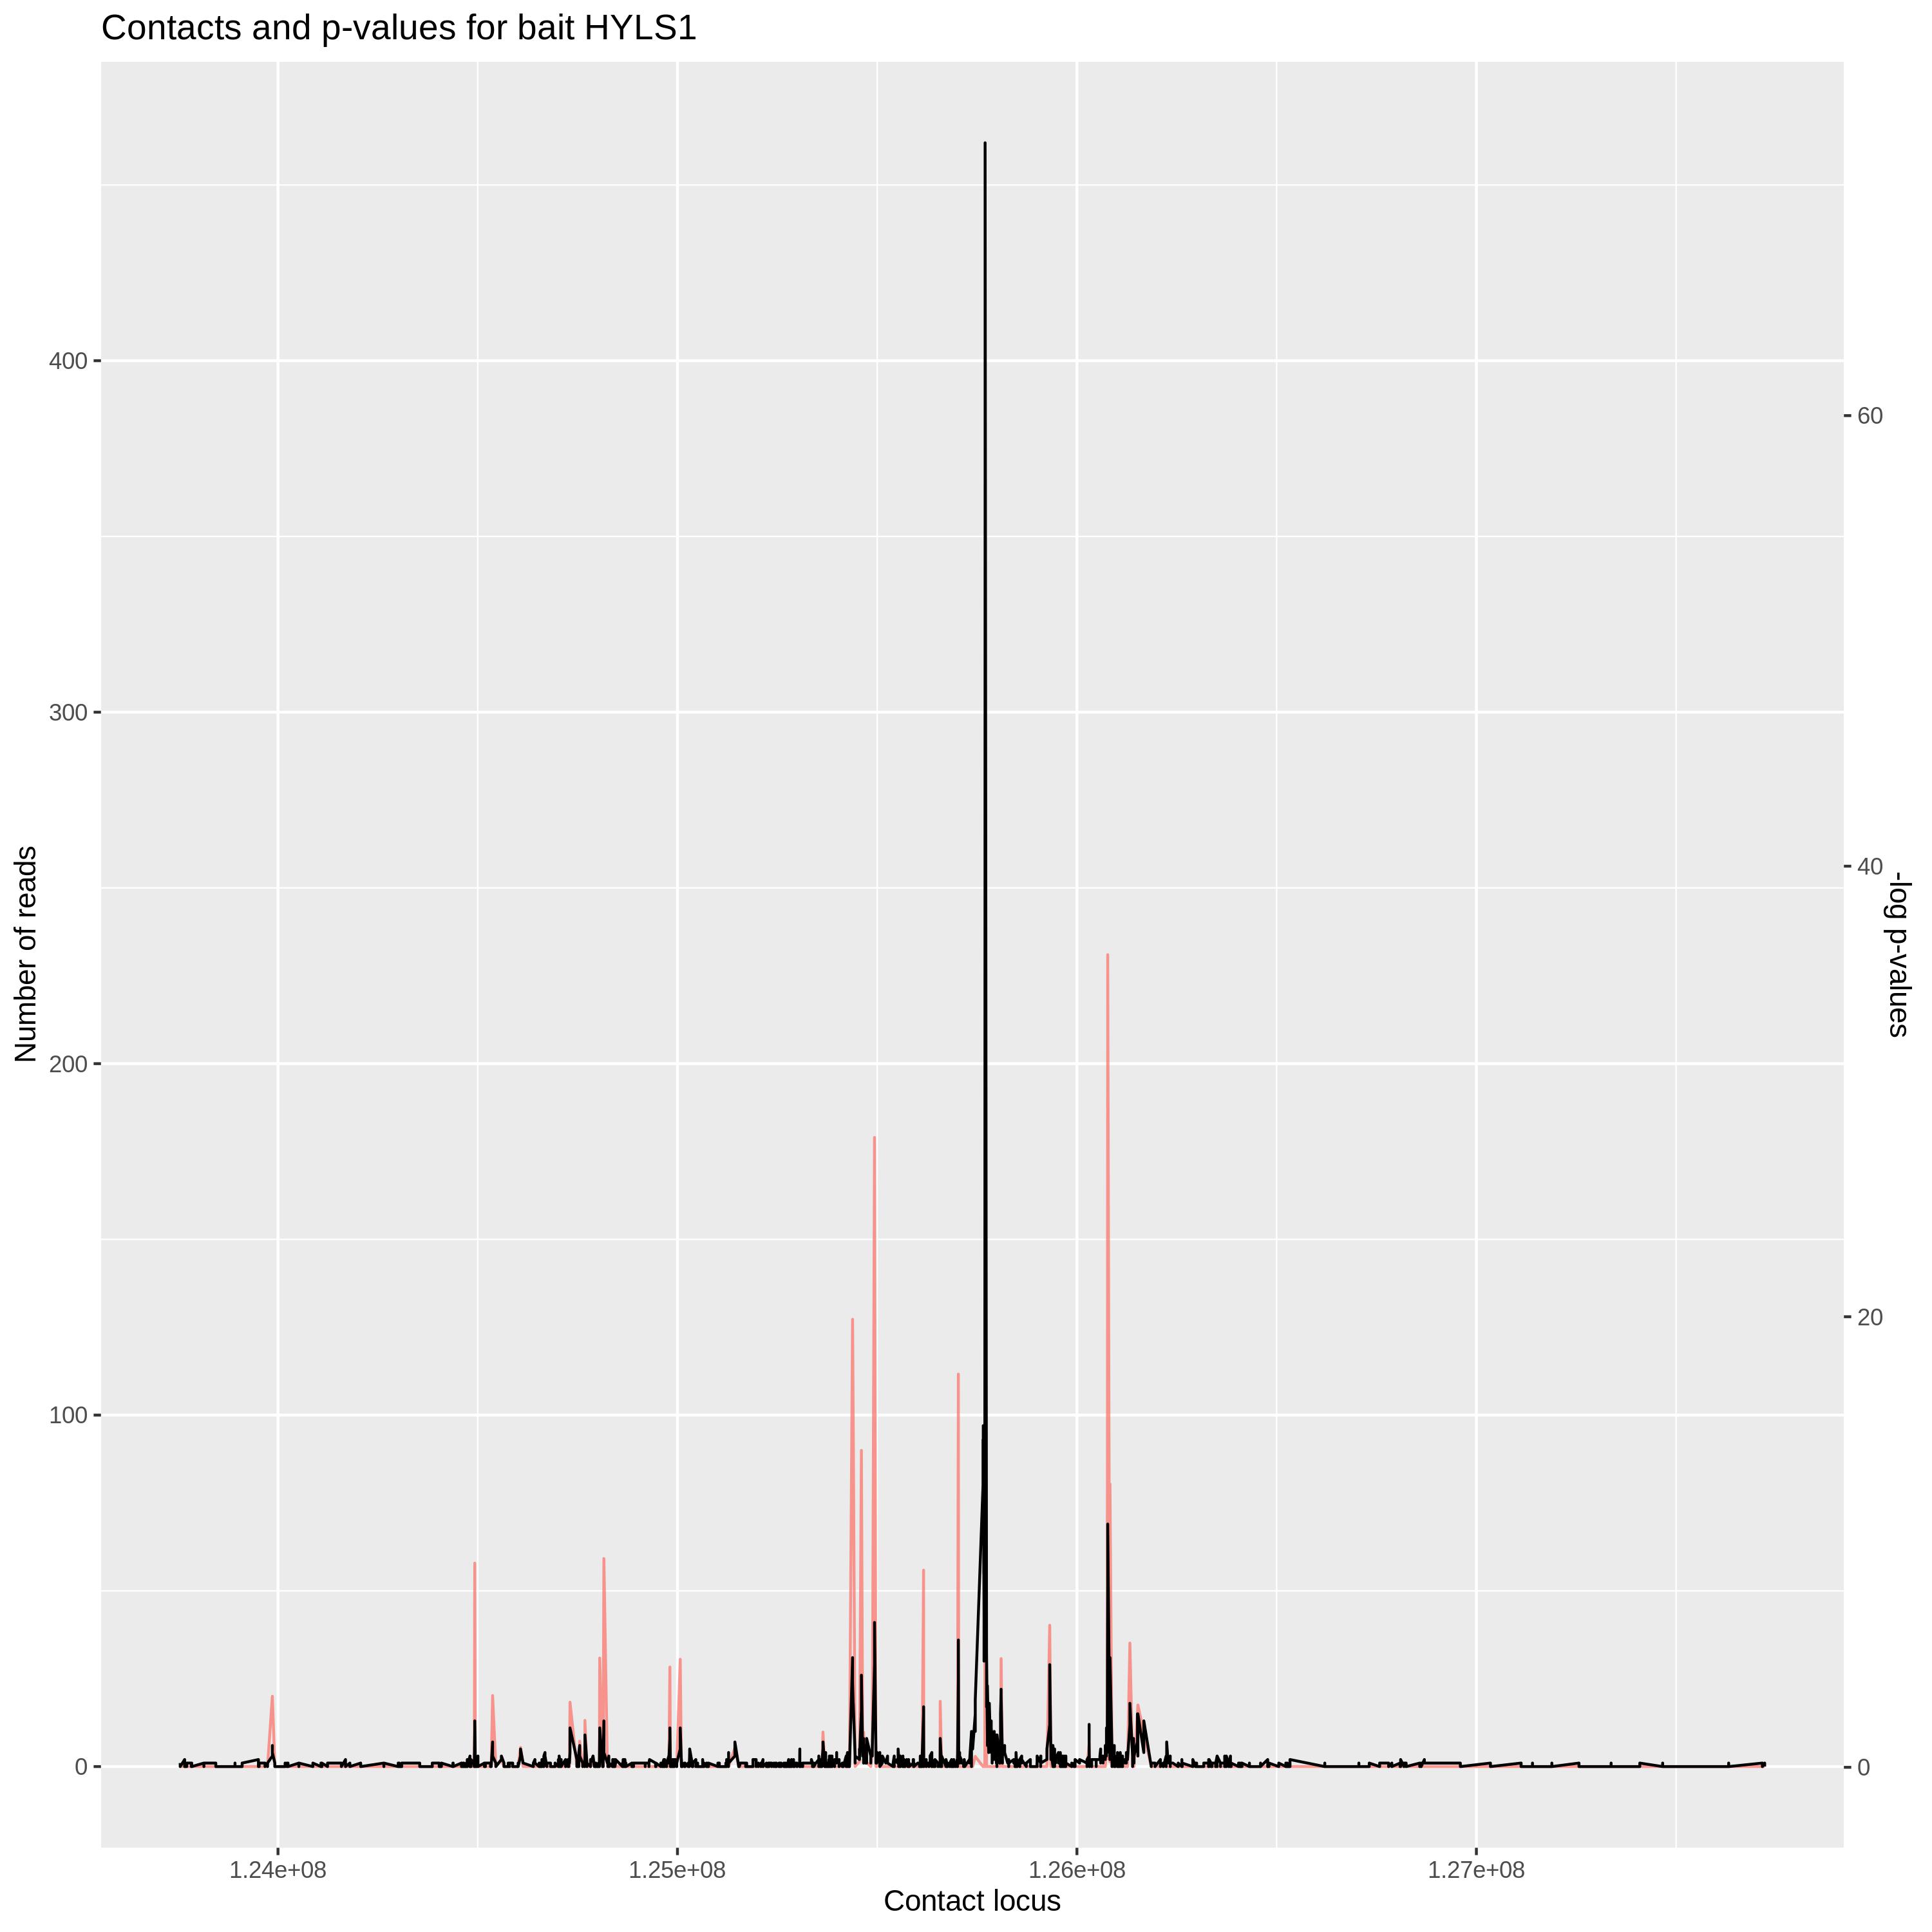 Contacts and p-values for bait HYLS1
Number of reads
400
300
200
100
0
60
40
20
0
-log p-values
1.24e+08
1.25e+08
1.26e+08
1.27e+08
Contact locus